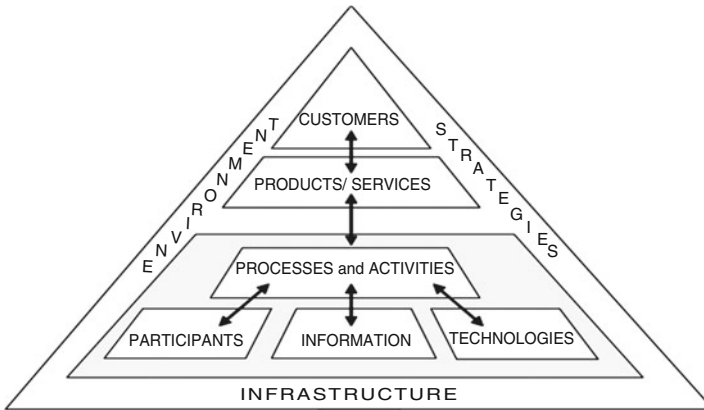 CUSTOMERS
ENVIRONMENT
STRATEGIES
PRODUCTS/ SERVICES
PROCESSES and ACTIVITIES
PARTICIPANTS
INFORMATION
TECHNOLOGIES
INFRASTRUCTURE